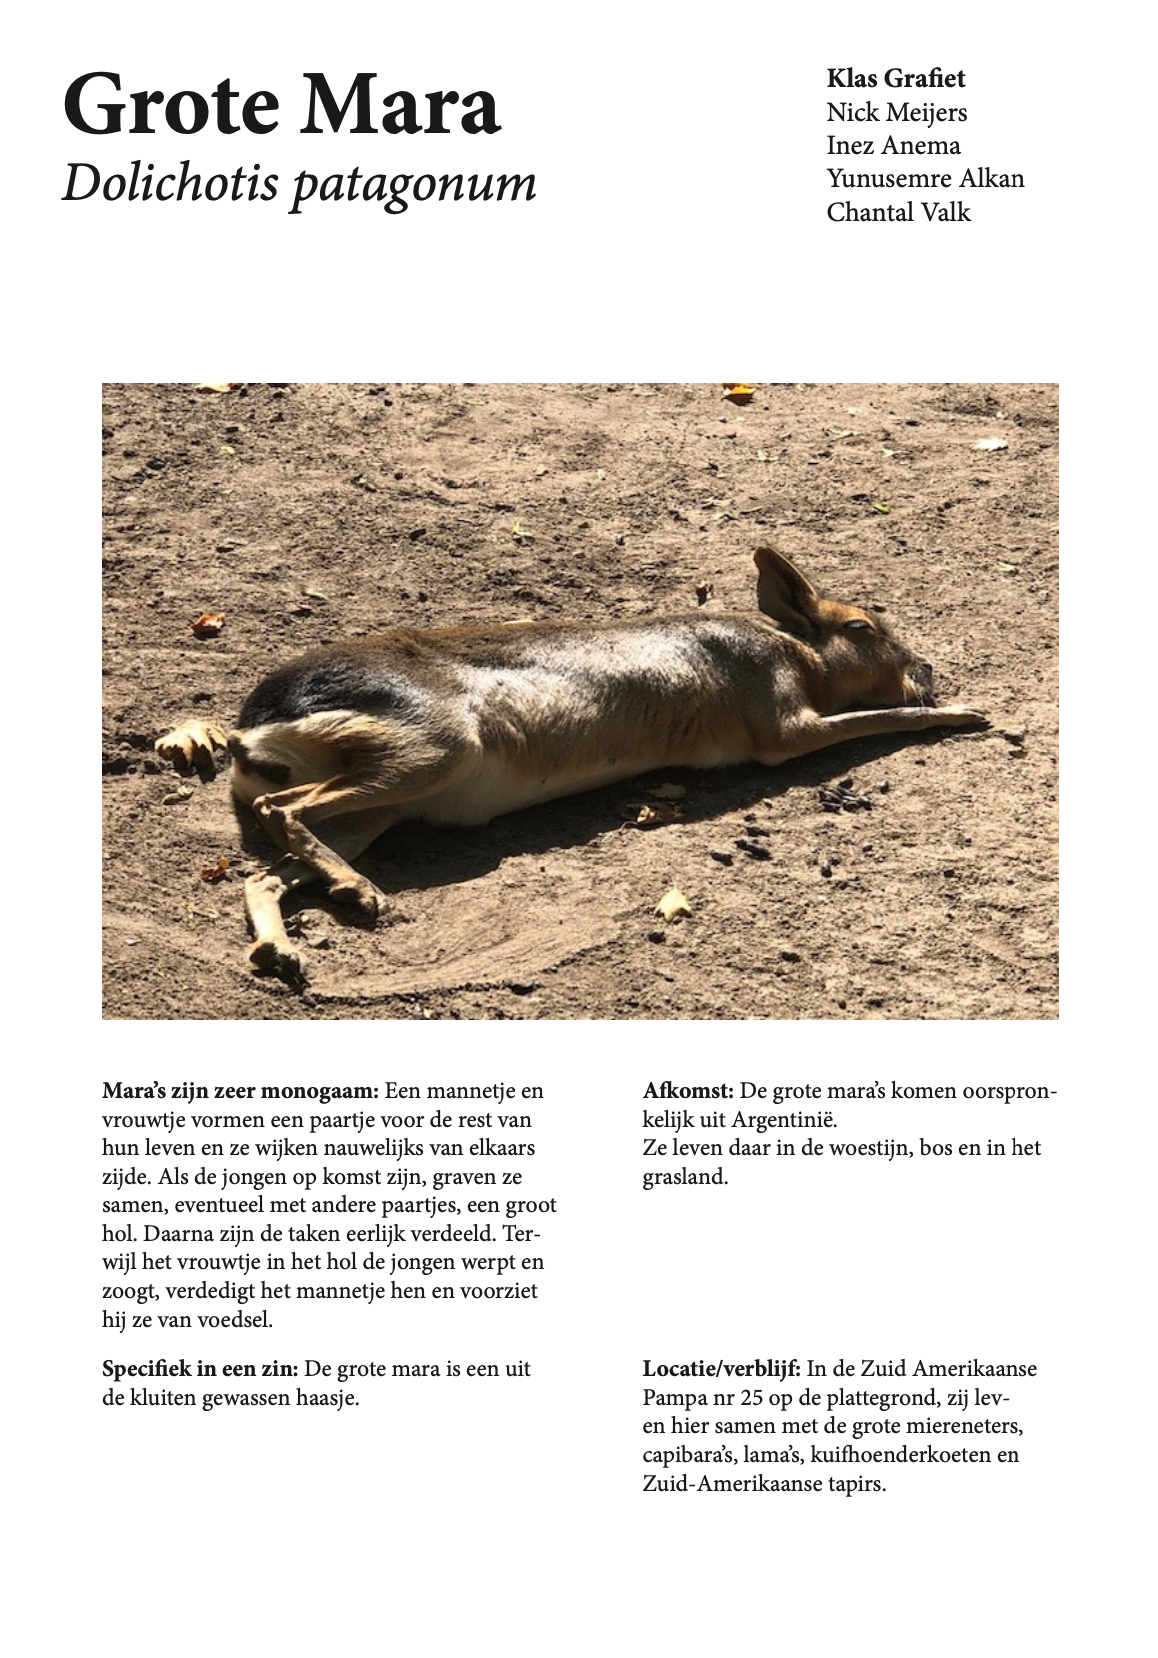 Grote Mara
Dolichotis patagonum
Klas Grafiet
Nick Meijers
Inez Anema
Yunusemre Alkan
Chantal Valk
Mara’s zijn zeer monogaam: Een mannetje en
vrouwtje vormen een paartje voor de rest van
hun leven en ze wijken nauwelijks van elkaars
zijde. Als de jongen op komst zijn, graven ze
samen, eventueel met andere paartjes, een groot
hol. Daarna zijn de taken eerlijk verdeeld. Ter-
wijl het vrouwtje in het hol de jongen werpt en
zoogt, verdedigt het mannetje hen en voorziet
hij ze van voedsel.
Afkomst: De grote mara’s komen oorspron-
kelijk uit Argentinië.
Ze leven daar in de woestijn, bos en in het
grasland.
Specifiek in een zin: De grote mara is een uit
de kluiten gewassen haasje.
Locatie/verblijf: In de Zuid Amerikaanse
Pampa nr 25 op de plattegrond, zij lev-
en hier samen met de grote miereneters,
capibara’s, lama’s, kuifhoenderkoeten en
Zuid-Amerikaanse tapirs.